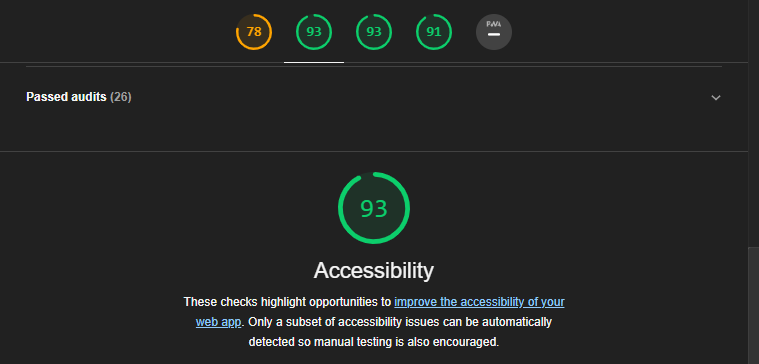 78 93 93 91 PWA
Passed audits (26)
93
Accessibility
These checks highlight opportunities to improve the accessibility of your
web app. Only a subset of accessibility issues can be automatically
detected so manual testing is also encouraged.